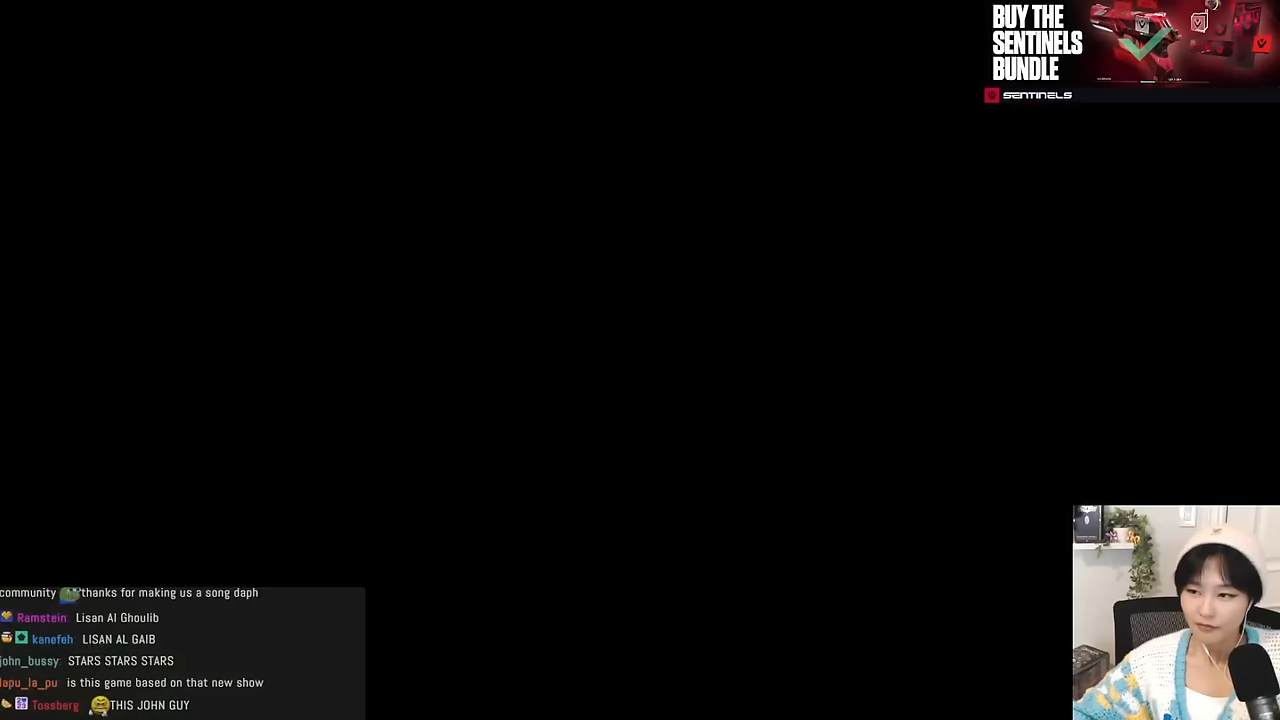 BUY THE
SENTINELS
BUNDLE
SENTINELS
community thanks for making us a song daph
Ramstein: Lisan Al Ghoulib
kanefeh: LISAN AL GAIB
john_bussy: STARS STARS STARS
lapu_la_pu: is this game based on that new show
Tossberg: THIS JOHN GUY